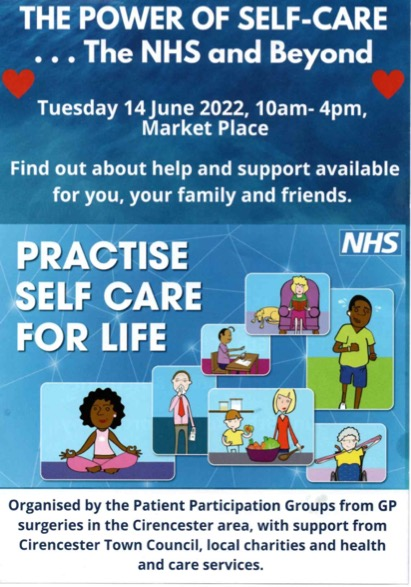 THE POWER OF SELF-CARE
. . . The NHS and Beyond
Tuesday 14 June 2022, 10am- 4pm,
Market Place
Find out about help and support available
for you, your family and friends.
NHS
PRACTISE
SELF CARE
FOR LIFE
Organised by the Patient Participation Groups from GP
surgeries in the Cirencester area, with support from
Cirencester Town Council, local charities and health
and care services.